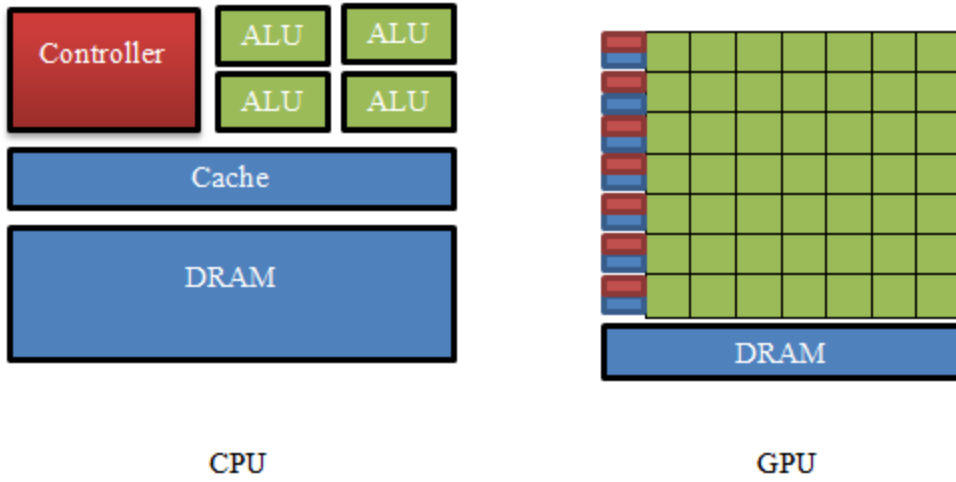 Controller
ALU
ALU
ALU
ALU
Cache
DRAM
DRAM
CPU
GPU